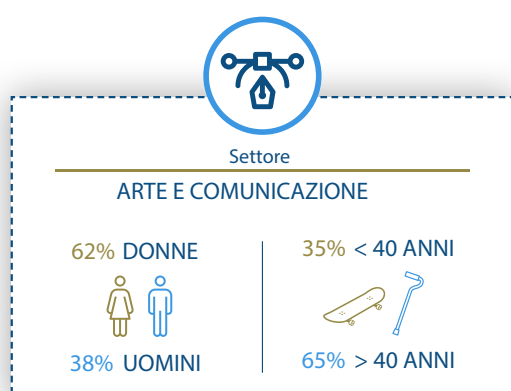 Settore
ARTE E COMUNICAZIONE
62% DONNE
38% UOMINI
35% < 40 ANNI
65% > 40 ANNI